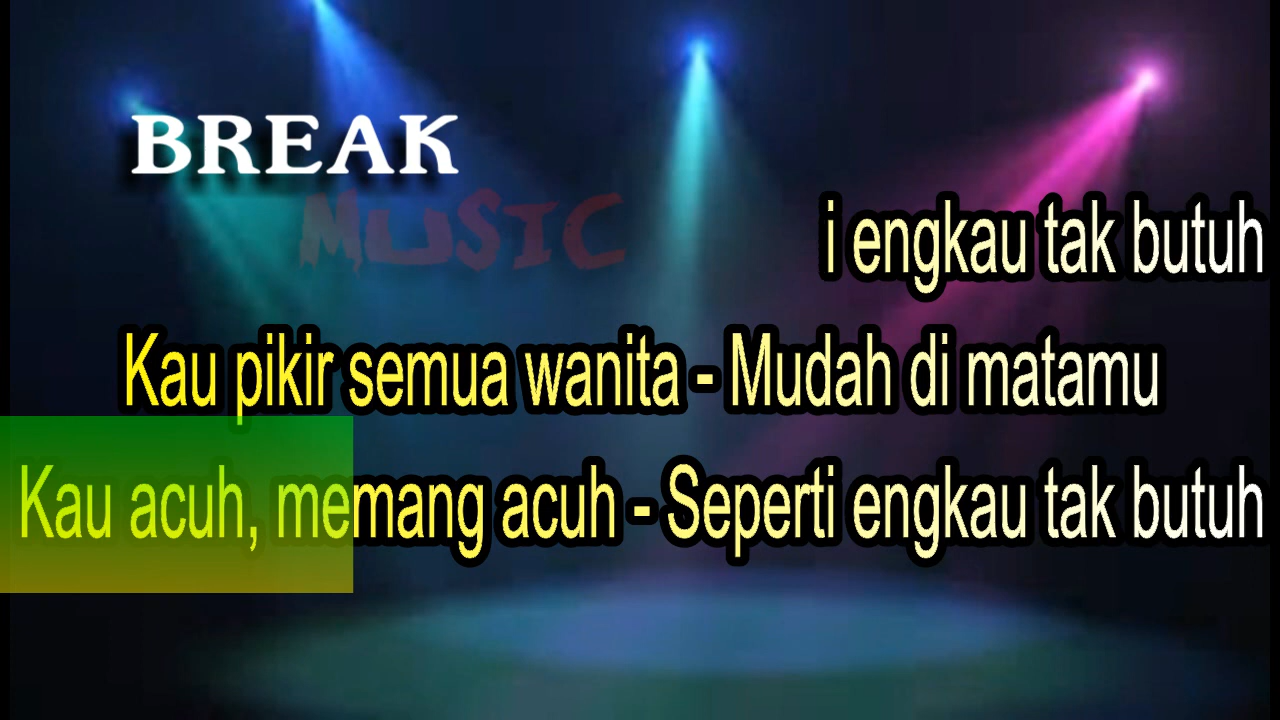 BREAK
MUSIC
i engkau tak butuh
Kau pikir semua wanita - Mudah di matamu
Kau acuh, memang acuh - Seperti engkau tak butuh